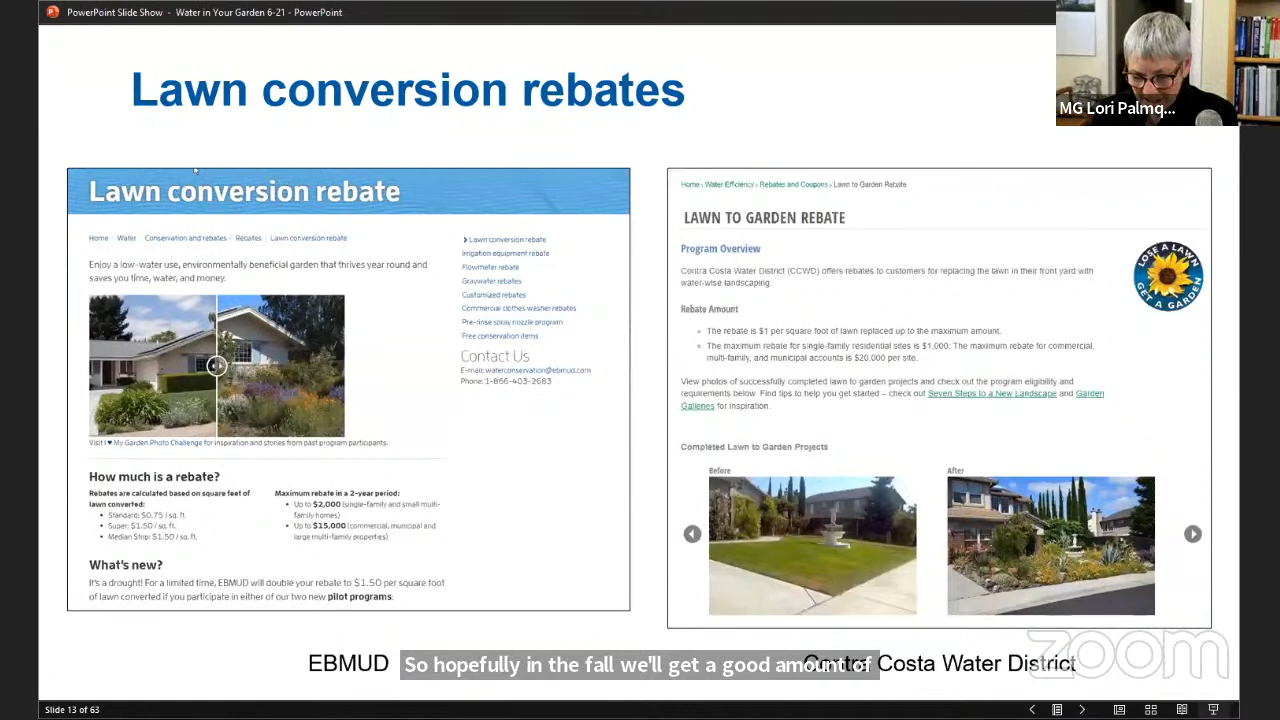 PowerPoint Slide Show - Water in Your Garden 6-21 - PowerPoint
Lawn conversion rebates
MG Lori Palmq...
Lawn conversion rebate
Home Water Conservation and rebates Rebates Lawn conversion rebate
Enjoy a low-water use, environmentally beneficial garden that thrives year round and
saves you time, water, and money.
Visit I ♥ My Garden Photo Challenge for inspiration and stories from past program participants.
How much is a rebate?
Rebates are calculated based on square feet of
lawn converted:
• Standard: $0.75 / sq. ft.
• Super: $1.50 / sq. ft.
• Median Strip: $1.50 / sq. ft.
Maximum rebate in a 2-year period:
• Up to $2,000 (single-family and small multi-
family homes)
• Up to $15,000 (commercial, municipal and
large multi-family properties)
What's new?
It's a drought! For a limited time, EBMUD will double your rebate to $1.50 per square foot
of lawn converted if you participate in either of our two new pilot programs.
Lawn conversion rebate
Irrigation equipment rebate
Flowmeter rebate
Graywater rebates
Customized rebates
Commercial clothes washer rebates
Pre-rinse spray nozzle program
Free conservation items
Contact Us
E-mail: waterconservation@ebmud.com
Phone: 1-866-403-2683
Home › Water Efficiency › Rebates and Coupons › Lawn to Garden Rebate
LAWN TO GARDEN REBATE
Program Overview
Contra Costa Water District (CCWD) offers rebates to customers for replacing the lawn in their front yard with
water-wise landscaping.
LOSE A LAWN
GET A GARDEN
Rebate Amount
The rebate is $1 per square foot of lawn replaced up to the maximum amount.
The maximum rebate for single-family residential sites is $1,000; The maximum rebate for commercial,
multi-family, and municipal accounts is $20,000 per site.
View photos of successfully completed lawn to garden projects and check out the program eligibility and
requirements below. Find tips to help you get started – check out Seven Steps to a New Landscape and Garden
Galleries for inspiration.
Completed Lawn to Garden Projects
Before
After
EBMUD
Contra Costa Water District
So hopefully in the fall we'll get a good amount of
zoom
Slide 13 of 63